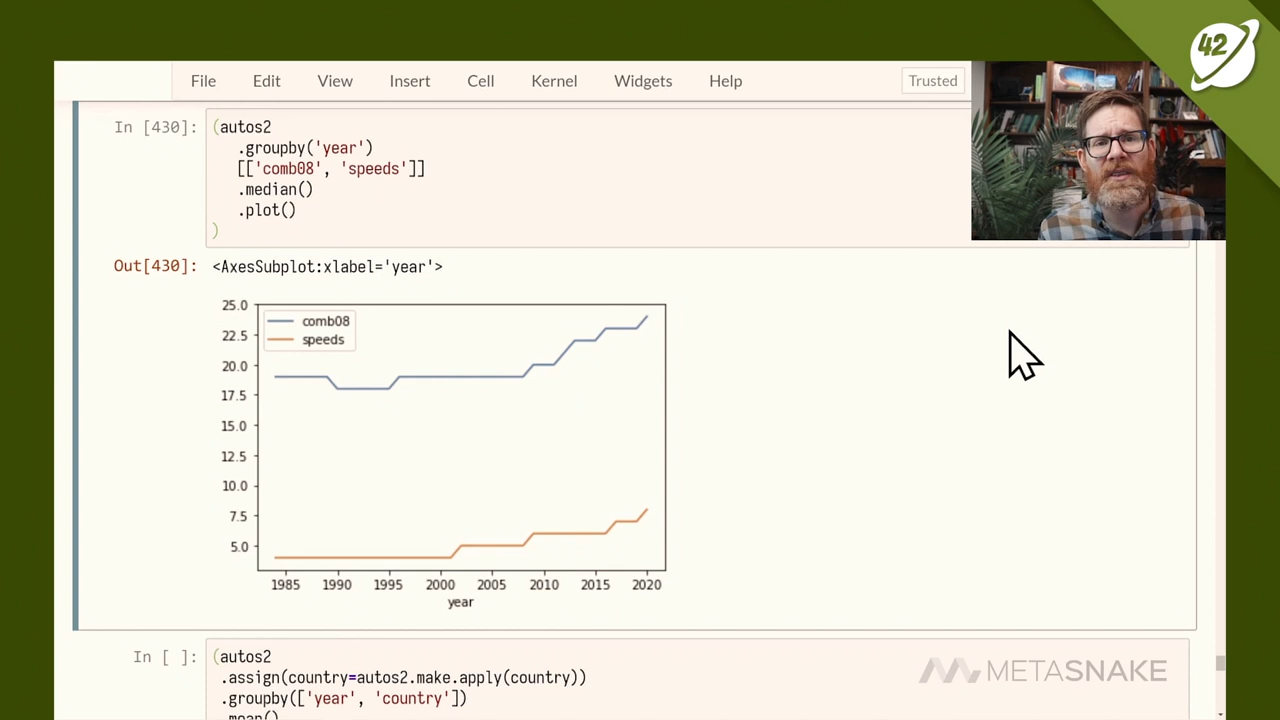 42
File Edit View Insert Cell Kernel Widgets Help Trusted
In [430]:
(autos2
.groupby('year')
[['comb08', 'speeds']]
.median()
.plot()
)
Out[430]:
<AxesSubplot:xlabel='year'>
25.0
22.5
20.0
17.5
15.0
12.5
10.0
7.5
5.0
comb08
speeds
1985 1990 1995 2000 2005 2010 2015 2020
year
In [ ]:
(autos2
.assign(country=autos2.make.apply(country))
.groupby(['year', 'country'])
.mean()
METASNAKE